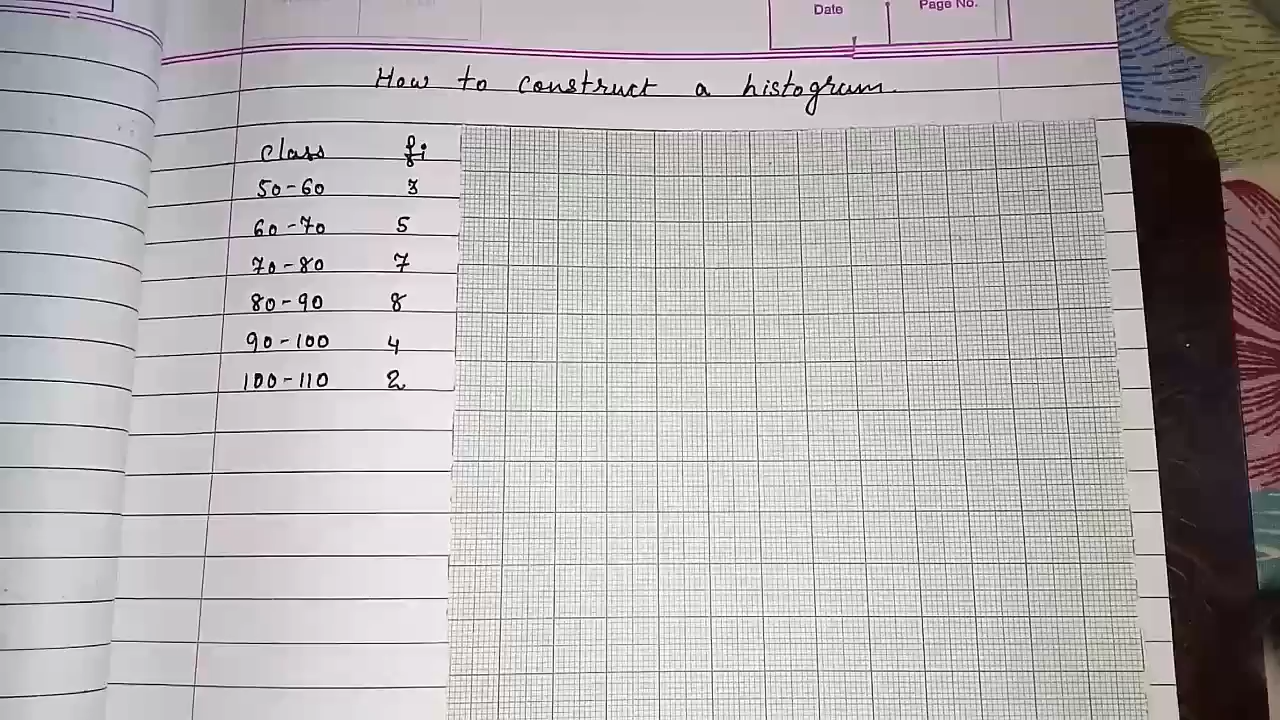 Date Page No.
How to construct a histogram.
class fi
50-60 3
60-70 5
70-80 7
80-90 8
90-100 4
100-110 2